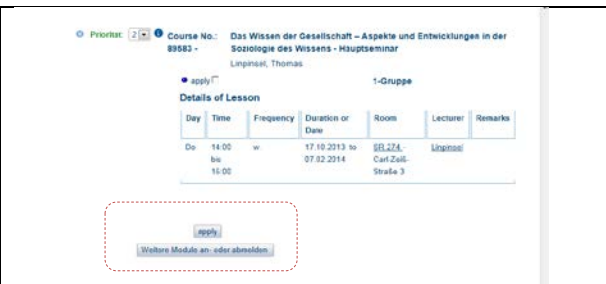 Priorität: 2 Course No.: Das Wissen der Gesellschaft – Aspekte und Entwicklungen in der
89583 - Soziologie des Wissens - Hauptseminar
Linpinsel, Thomas
apply 1-Gruppe
Details of Lesson
Day Time Frequency Duration or Room Lecturer Remarks
Date
Do 14:00 w 17.10.2013 to SR 274 - Linpinsel
bis 07.02.2014 Carl-Zeiß-
16:00 Straße 3
apply
Weitere Module an- oder abmelden